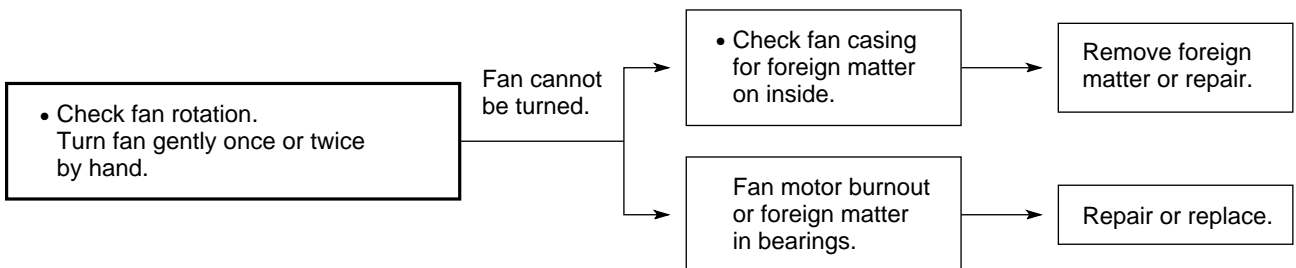 • Check fan rotation.
Turn fan gently once or twice
by hand.
Fan cannot
be turned.
• Check fan casing
for foreign matter
on inside.
Remove foreign
matter or repair.
Fan motor burnout
or foreign matter
in bearings.
Repair or replace.